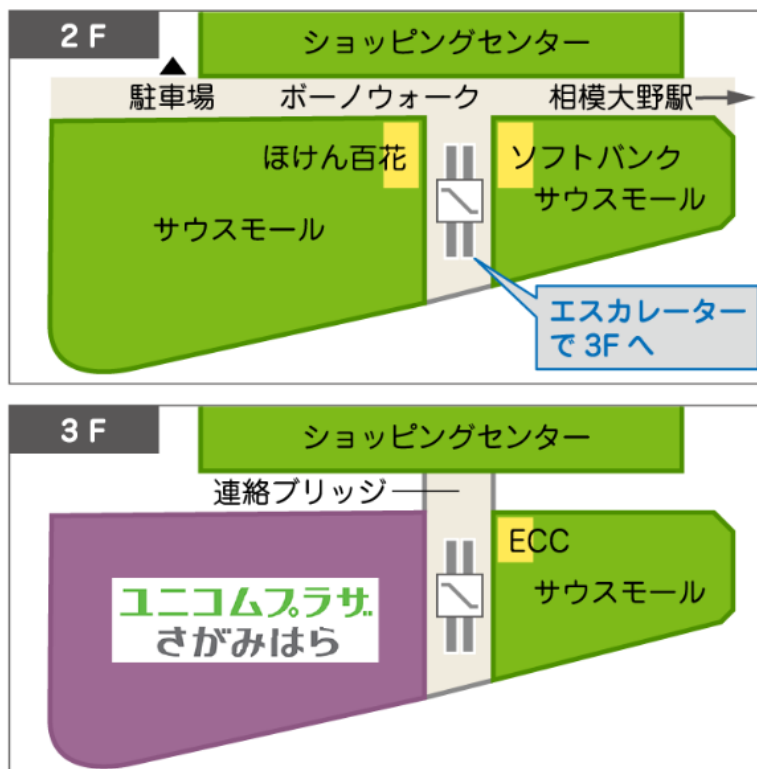 2F
ショッピングセンター
駐車場
ボーノウォーク
相模大野駅
ほけん百花
ソフトバンク
サウスモール
サウスモール
エスカレーター
で3Fへ
3F
ショッピングセンター
連絡ブリッジ
ECC
サウスモール
ユニコムプラザ
さがみはら